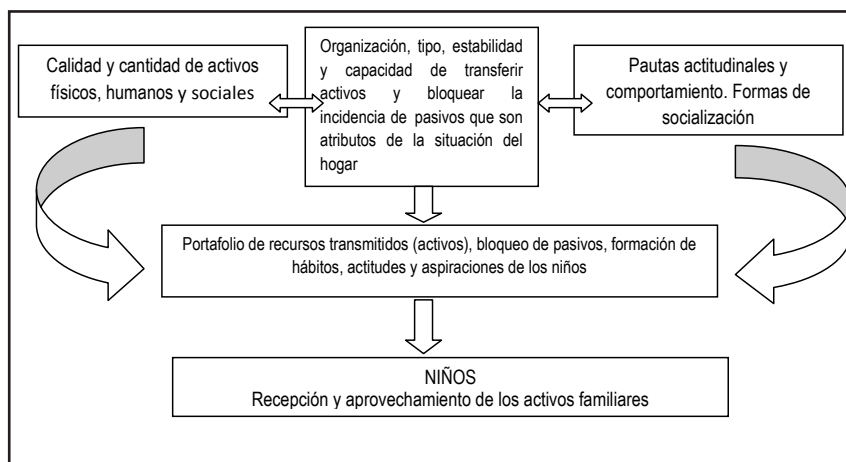 Calidad y cantidad de activos
físicos, humanos y sociales
Organización, tipo, estabilidad
y capacidad de transferir
activos y bloquear la
incidencia de pasivos que son
atributos de la situación del
hogar
Pautas actitudinales y
comportamiento. Formas de
socialización
Portafolio de recursos transmitidos (activos), bloqueo de pasivos, formación de
hábitos, actitudes y aspiraciones de los niños
NIÑOS
Recepción y aprovechamiento de los activos familiares